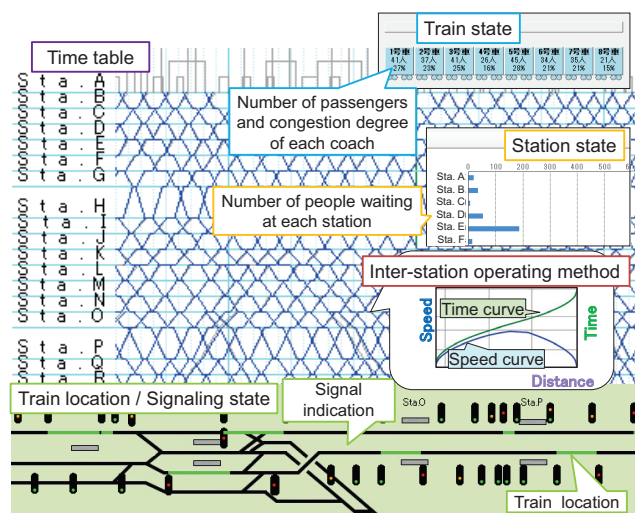 Train state
Time table
1号車 2号車 3号車 4号車 5号車 6号車 7号車 8号車
41人 37人 41人 26人 45人 34人 35人 21人
27% 23% 25% 16% 28% 21% 21% 15%
Sta.A
Sta.B
Sta.C
Sta.D
Sta.E
Sta.F
Sta.G
Sta.H
Sta.I
Sta.J
Sta.K
Sta.L
Sta.M
Sta.N
Sta.O
Sta.P
Sta.Q
Sta.R
Number of passengers
and congestion degree
of each coach
Station state
0 100 200 300 400 500
Sta. A
Sta. B
Sta. C
Sta. D
Sta. E
Sta. F
Number of people waiting
at each station
Inter-station operating method
Speed
Time curve
Speed curve
Time
Distance
Train location / Signaling state
Signal
indication
Sta.O
Sta.P
Train location